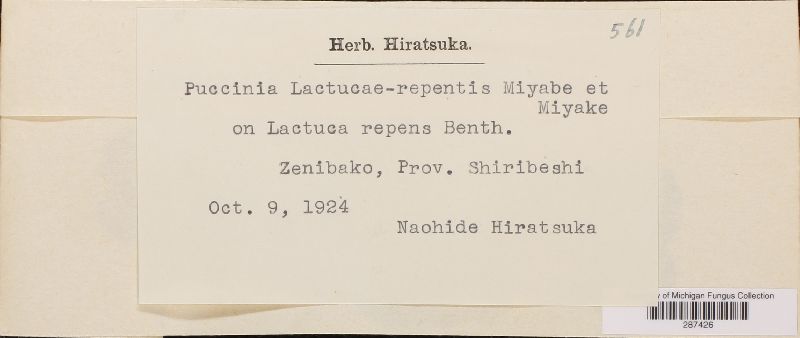 561
Herb. Hiratsuka.
Puccinia Lactucae-repentis Miyabe et
Miyake
on Lactuca repens Benth.
Zenibako, Prov. Shiribeshi
Oct. 9, 1924
Naohide Hiratsuka
of Michigan Fungus Collection
287426